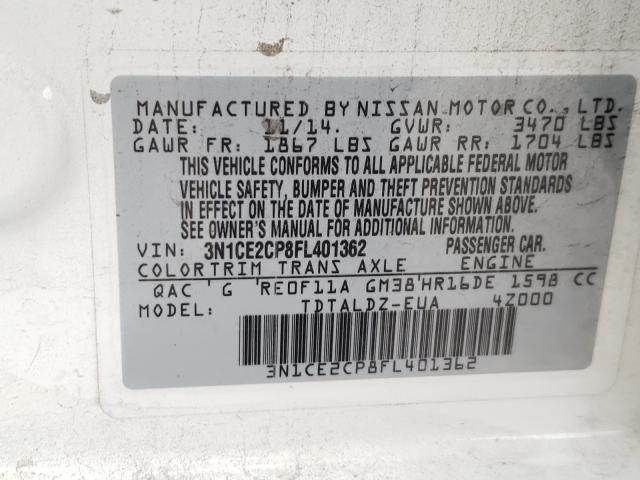 MANUFACTURED BY NISSAN MOTOR CO., LTD.
DATE: 11/14. GVWR: 3470 LBS
GAWR FR: 1867 LBS GAWR RR: 1704 LBS
THIS VEHICLE CONFORMS TO ALL APPLICABLE FEDERAL MOTOR
VEHICLE SAFETY, BUMPER AND THEFT PREVENTION STANDARDS
IN EFFECT ON THE DATE OF MANUFACTURE SHOWN ABOVE.
SEE OWNER'S MANUAL FOR ADDITIONAL INFORMATION.
VIN: 3N1CE2CP8FL401362 PASSENGER CAR.
COLOR TRIM TRANS AXLE ENGINE
QAC 'G 'RE0F11A GM38'HR16DE 1598 CC
MODEL: TDTALDZ-EUA 4Z000
3N1CE2CP8FL401362